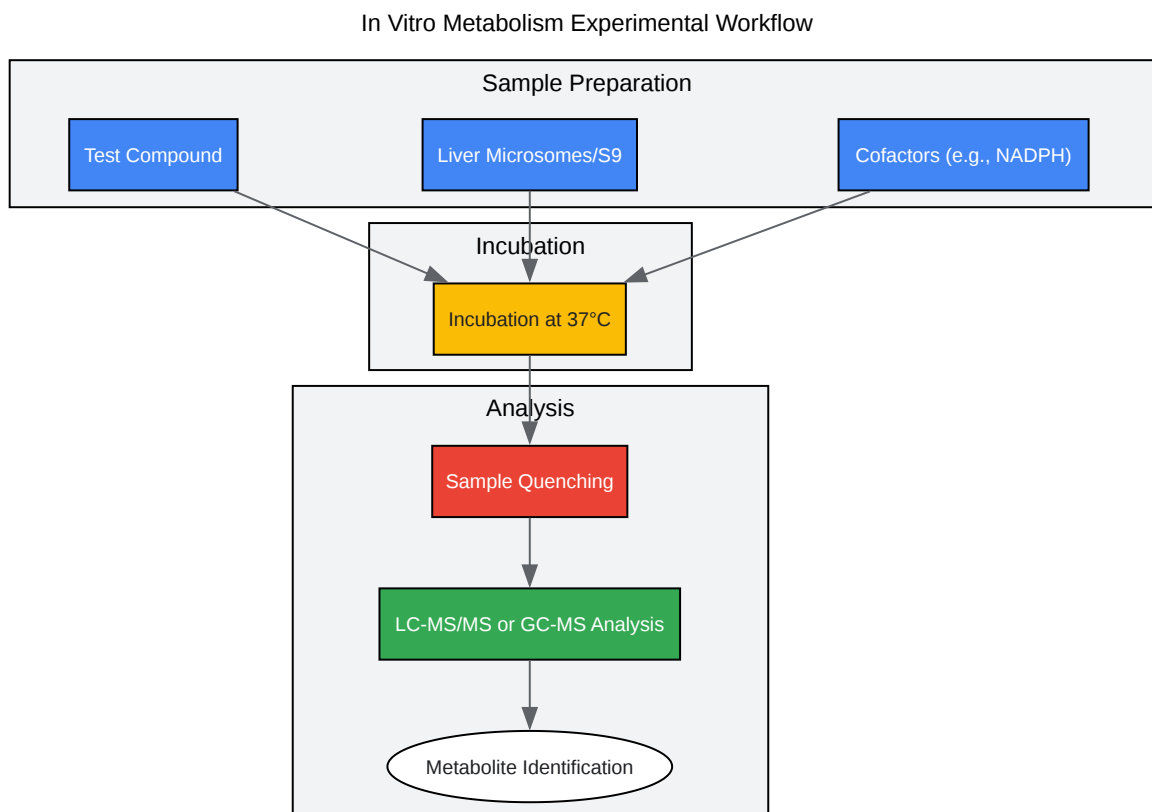 In Vitro Metabolism Experimental Workflow
Sample Preparation
Test Compound
Liver Microsomes/S9
Cofactors (e.g., NADPH)
Incubation
Incubation at 37°C
Analysis
Sample Quenching
LC-MS/MS or GC-MS Analysis
Metabolite Identification